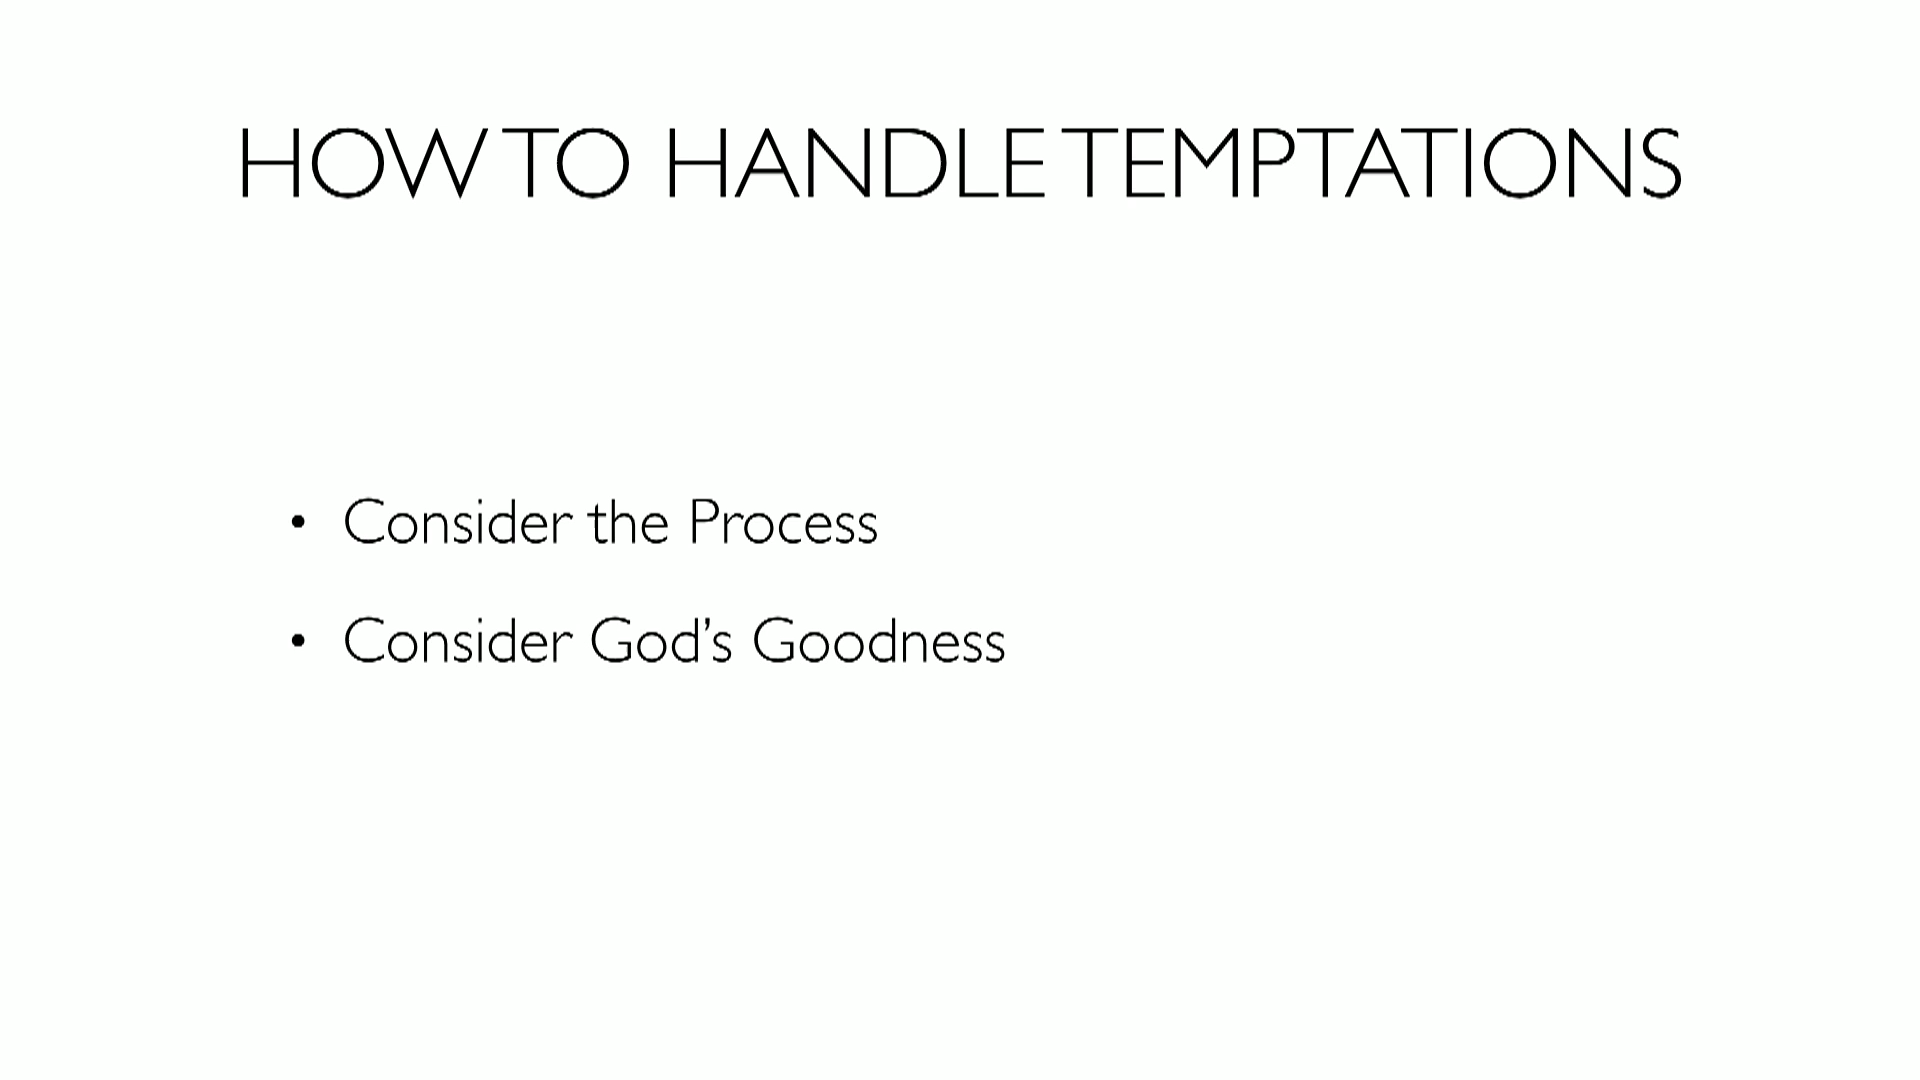 HOW TO HANDLE TEMPTATIONS
• Consider the Process
• Consider God’s Goodness